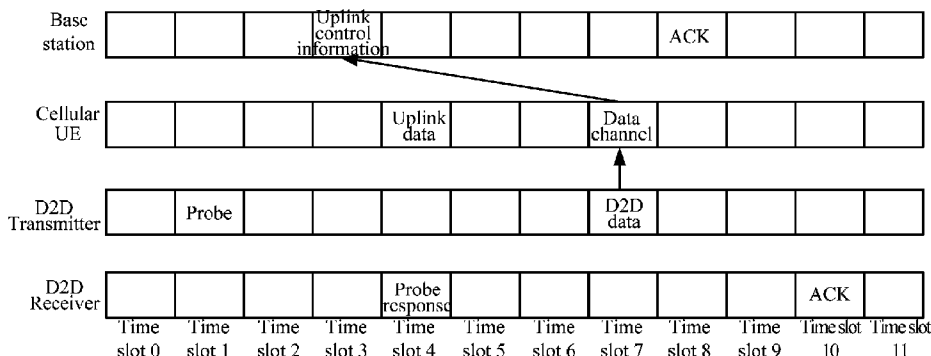 Base
station
Uplink
control
information
ACK
Cellular
UE
Uplink
data
Data
channel
D2D
Transmitter
Probe
D2D
data
D2D
Receiver
Probe
response
ACK
Time
slot 0
Time
slot 1
Time
slot 2
Time
slot 3
Time
slot 4
Time
slot 5
Time
slot 6
Time
slot 7
Time
slot 8
Time
slot 9
Time slot
10
Time slot
11